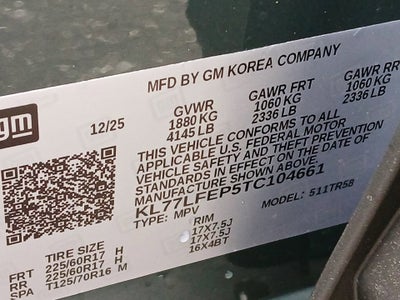 gm
MFD BY GM KOREA COMPANY
12/25
GVWR GAWR FRT GAWR RR
1880 KG 1060 KG 1060 KG
4145 LB 2336 LB 2336 LB
THIS VEHICLE CONFORMS TO ALL
APPLICABLE U.S. FEDERAL MOTOR
VEHICLE SAFETY AND THEFT PREVENTION
STANDARDS IN EFFECT ON THE DATE OF
MANUFACTURE SHOWN ABOVE.
KL77LFEP5TC104661
TYPE: MPV MODEL: 511TR58
TIRE SIZE RIM
FRT 225/60R17 H 17X7.5J
RR 225/60R17 H 17X7.5J
SPA T125/70R16 M 16X4BT